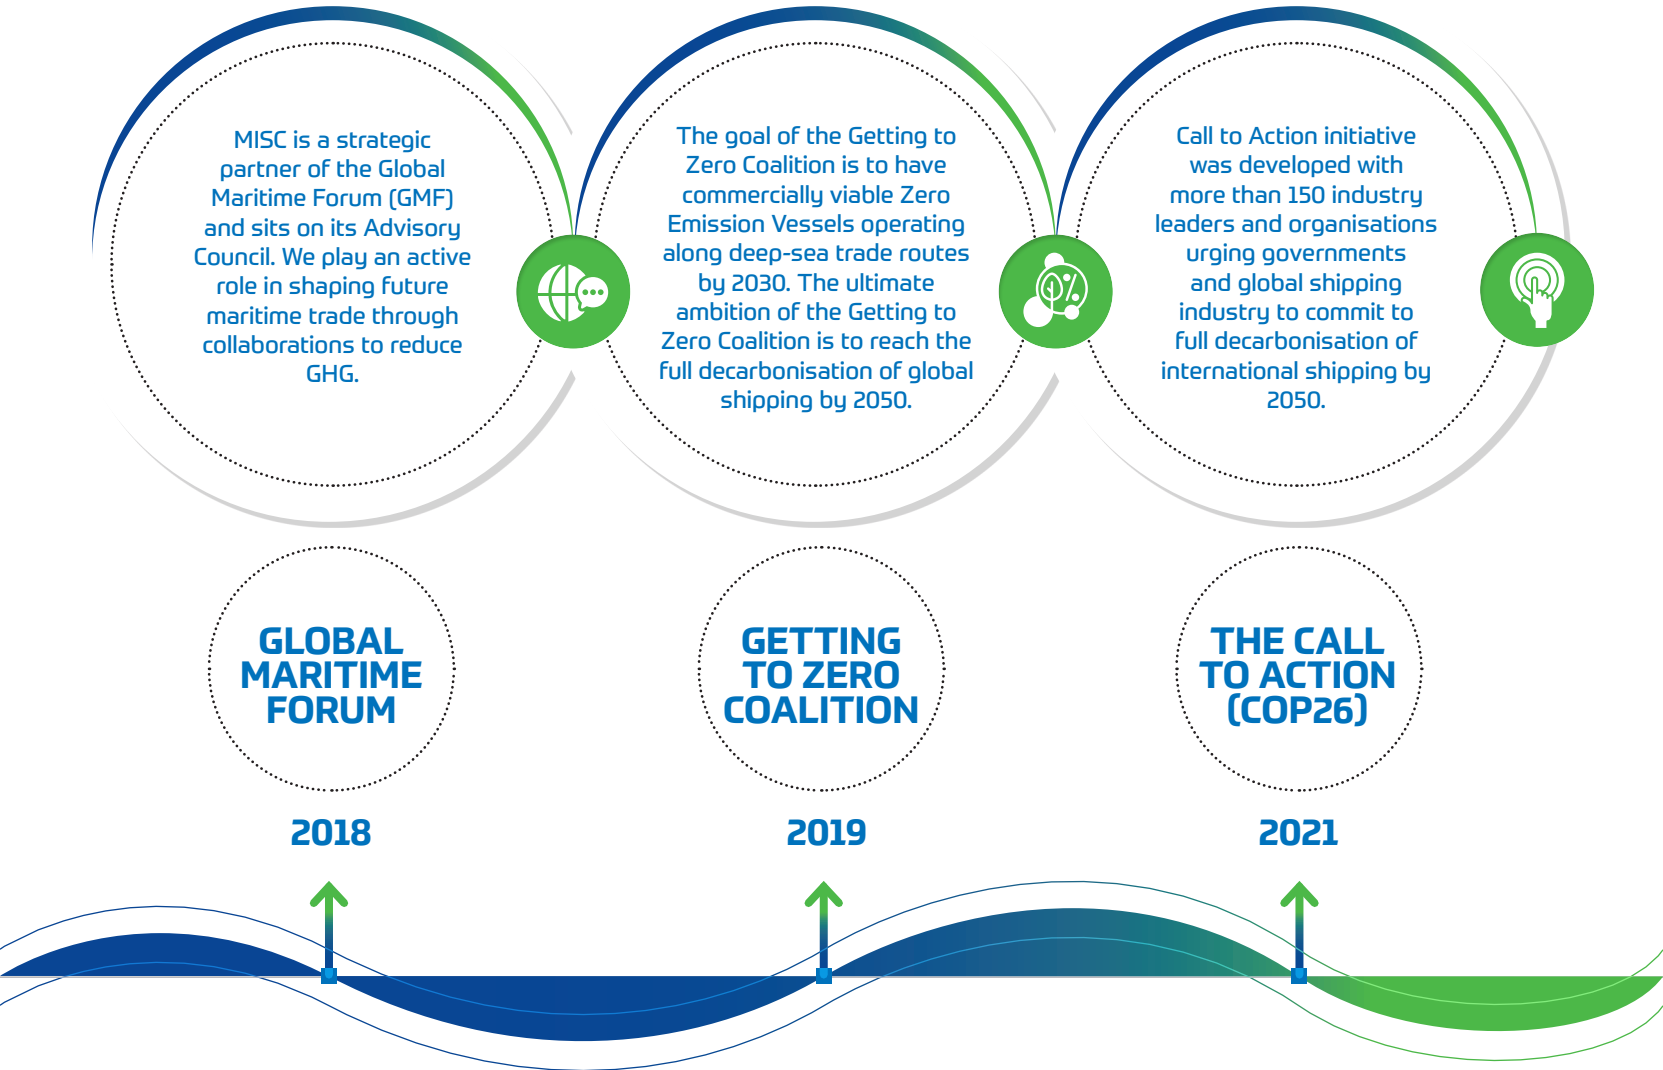 MISC is a strategic
partner of the Global
Maritime Forum (GMF)
and sits on its Advisory
Council. We play an active
role in shaping future
maritime trade through
collaborations to reduce
GHG.
The goal of the Getting to
Zero Coalition is to have
commercially viable Zero
Emission Vessels operating
along deep-sea trade routes
by 2030. The ultimate
ambition of the Getting to
Zero Coalition is to reach the
full decarbonisation of global
shipping by 2050.
Call to Action initiative
was developed with
more than 150 industry
leaders and organisations
urging governments
and global shipping
industry to commit to
full decarbonisation of
international shipping by
2050.
GLOBAL
MARITIME
FORUM
GETTING
TO ZERO
COALITION
THE CALL
TO ACTION
(COP26)
2018
2019
2021